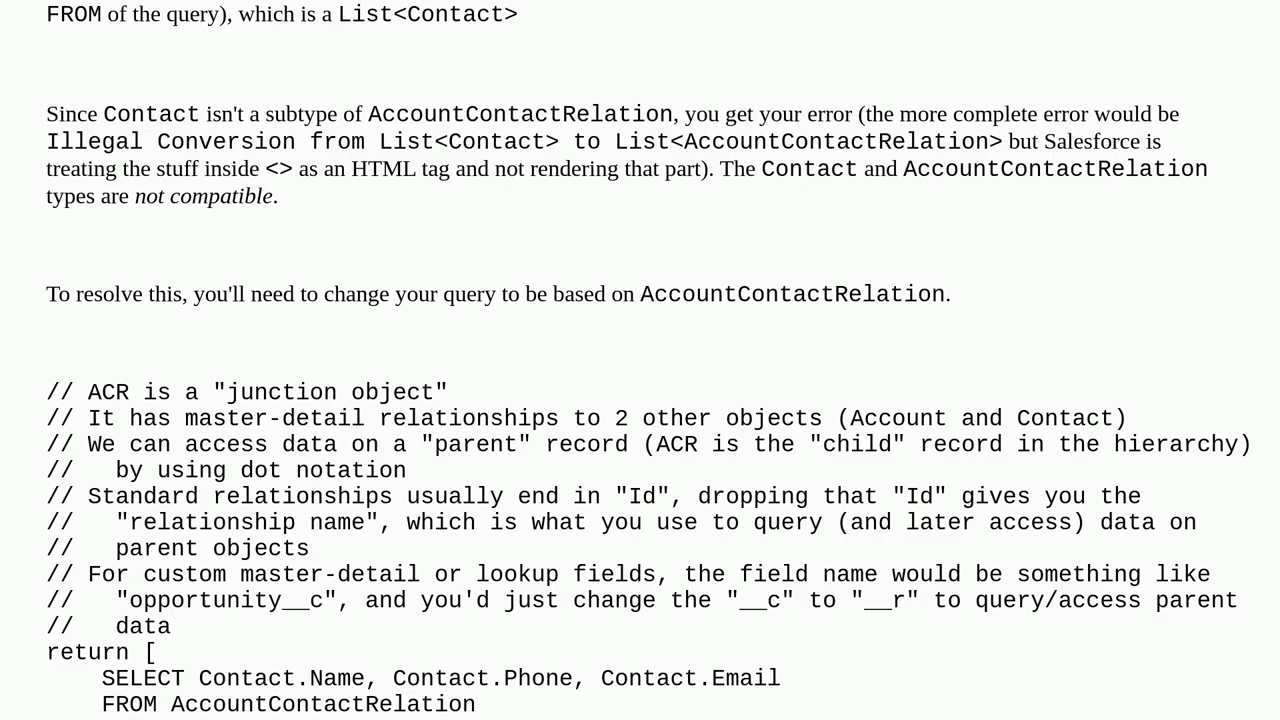 FROM of the query), which is a List<Contact>
Since Contact isn't a subtype of AccountContactRelation, you get your error (the more complete error would be
Illegal Conversion from List<Contact> to List<AccountContactRelation> but Salesforce is
treating the stuff inside <> as an HTML tag and not rendering that part). The Contact and AccountContactRelation
types are not compatible.
To resolve this, you'll need to change your query to be based on AccountContactRelation.
// ACR is a "junction object"
// It has master-detail relationships to 2 other objects (Account and Contact)
// We can access data on a "parent" record (ACR is the "child" record in the hierarchy)
//   by using dot notation
// Standard relationships usually end in "Id", dropping that "Id" gives you the
//   "relationship name", which is what you use to query (and later access) data on
//   parent objects
// For custom master-detail or lookup fields, the field name would be something like
//   "opportunity__c", and you'd just change the "__c" to "__r" to query/access parent
//   data
return [
    SELECT Contact.Name, Contact.Phone, Contact.Email
    FROM AccountContactRelation